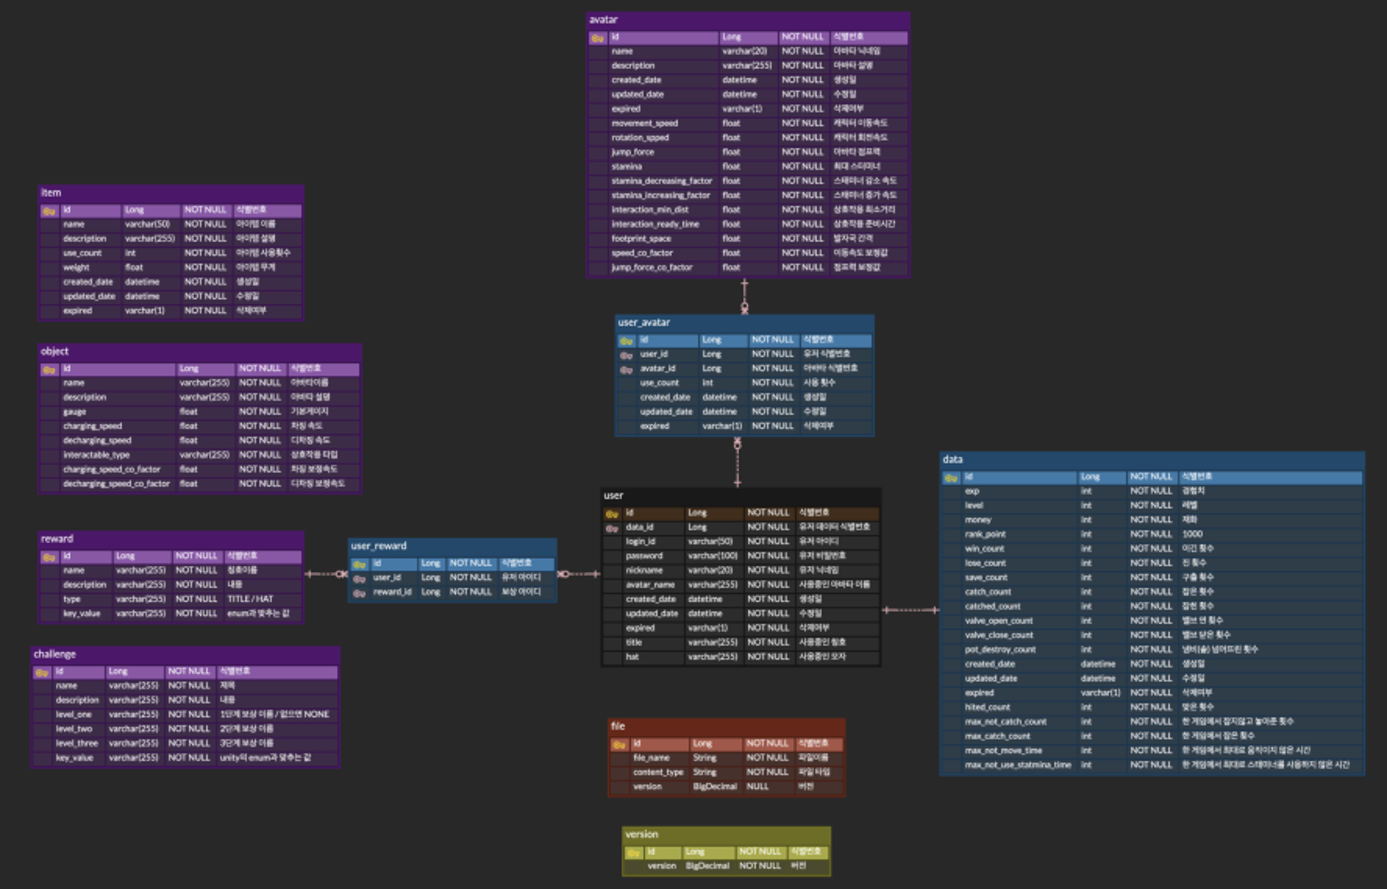 avatar
id Long NOT NULL 식별번호
name varchar(20) NOT NULL 아바타 닉네임
description varchar(255) NOT NULL 아바타 설명
created_date datetime NOT NULL 생성일
updated_date datetime NOT NULL 수정일
expired varchar(1) NOT NULL 삭제여부
movement_speed float NOT NULL 캐릭터 이동속도
rotation_spped float NOT NULL 캐릭터 회전속도
jump_force float NOT NULL 아바타 점프력
stamina float NOT NULL 최대 스테미너
stamina_decreasing_factor float NOT NULL 스태미너 감소 속도
stamina_increasing_factor float NOT NULL 스태미너 증가 속도
interaction_min_dist float NOT NULL 상호작용 최소거리
interaction_ready_time float NOT NULL 상호작용 준비시간
footprint_space float NOT NULL 발자국 간격
speed_co_factor float NOT NULL 이동속도 보정값
jump_force_co_factor float NOT NULL 점프력 보정값
item
id Long NOT NULL 식별번호
name varchar(50) NOT NULL 아이템 이름
description varchar(255) NOT NULL 아이템 설명
use_count int NOT NULL 아이템 사용횟수
weight float NOT NULL 아이템 무게
created_date datetime NOT NULL 생성일
updated_date datetime NOT NULL 수정일
expired varchar(1) NOT NULL 삭제여부
object
id Long NOT NULL 식별번호
name varchar(255) NOT NULL 아바타이름
description varchar(255) NOT NULL 아바타 설명
gauge float NOT NULL 기본게이지
charging_speed float NOT NULL 차징 속도
decharging_speed float NOT NULL 디차징 속도
interactable_type varchar(255) NOT NULL 상호작용 타입
charging_speed_co_factor float NOT NULL 차징 보정속도
decharging_speed_co_factor float NOT NULL 디차징 보정속도
user_avatar
id Long NOT NULL 식별번호
user_id Long NOT NULL 유저 식별번호
avatar_id Long NOT NULL 아바타 식별번호
use_count int NOT NULL 사용 횟수
created_date datetime NOT NULL 생성일
updated_date datetime NOT NULL 수정일
expired varchar(1) NOT NULL 삭제여부
reward
id Long NOT NULL 식별번호
name varchar(255) NOT NULL 칭호이름
description varchar(255) NOT NULL 내용
type varchar(255) NOT NULL TITLE / HAT
key_value varchar(255) NOT NULL enum과 맞추는 값
user_reward
id Long NOT NULL 식별번호
user_id Long NOT NULL 유저 아이디
reward_id Long NOT NULL 보상 아이디
user
id Long NOT NULL 식별번호
data_id Long NOT NULL 유저 데이터 식별번호
login_id varchar(50) NOT NULL 유저 아이디
password varchar(100) NOT NULL 유저 비밀번호
nickname varchar(20) NOT NULL 유저 닉네임
avatar_name varchar(255) NOT NULL 사용중인 아바타 이름
created_date datetime NOT NULL 생성일
updated_date datetime NOT NULL 수정일
expired varchar(1) NOT NULL 삭제여부
title varchar(255) NOT NULL 사용중인 칭호
hat varchar(255) NOT NULL 사용중인 모자
data
id Long NOT NULL 식별번호
exp int NOT NULL 경험치
level int NOT NULL 레벨
money int NOT NULL 재화
rank_point int NOT NULL 1000
win_count int NOT NULL 이긴 횟수
lose_count int NOT NULL 진 횟수
save_count int NOT NULL 구출 횟수
catch_count int NOT NULL 잡은 횟수
catched_count int NOT NULL 잡힌 횟수
valve_open_count int NOT NULL 밸브 연 횟수
valve_close_count int NOT NULL 밸브 닫은 횟수
pot_destroy_count int NOT NULL 냄비(솥) 넘어뜨린 횟수
created_date datetime NOT NULL 생성일
updated_date datetime NOT NULL 수정일
expired varchar(1) NOT NULL 삭제여부
hited_count int NOT NULL 맞은 횟수
max_not_catch_count int NOT NULL 한 게임에서 잡지않고 놓아준 횟수
max_catch_count int NOT NULL 한 게임에서 잡은 횟수
max_not_move_time int NOT NULL 한 게임에서 최대로 움직이지 않은 시간
max_not_use_statmina_time int NOT NULL 한 게임에서 최대로 스테미너를 사용하지 않은 시간
challenge
id Long NOT NULL 식별번호
name varchar(255) NOT NULL 제목
description varchar(255) NOT NULL 내용
level_one varchar(255) NOT NULL 1단계 보상 이름 / 없으면 NONE
level_two varchar(255) NOT NULL 2단계 보상 이름
level_three varchar(255) NOT NULL 3단계 보상 이름
key_value varchar(255) NOT NULL unity의 enum과 맞추는 값
file
id Long NOT NULL 식별번호
file_name String NOT NULL 파일이름
content_type String NOT NULL 파일 타입
version BigDecimal NULL 버전
version
id Long NOT NULL 식별번호
version BigDecimal NOT NULL 버전